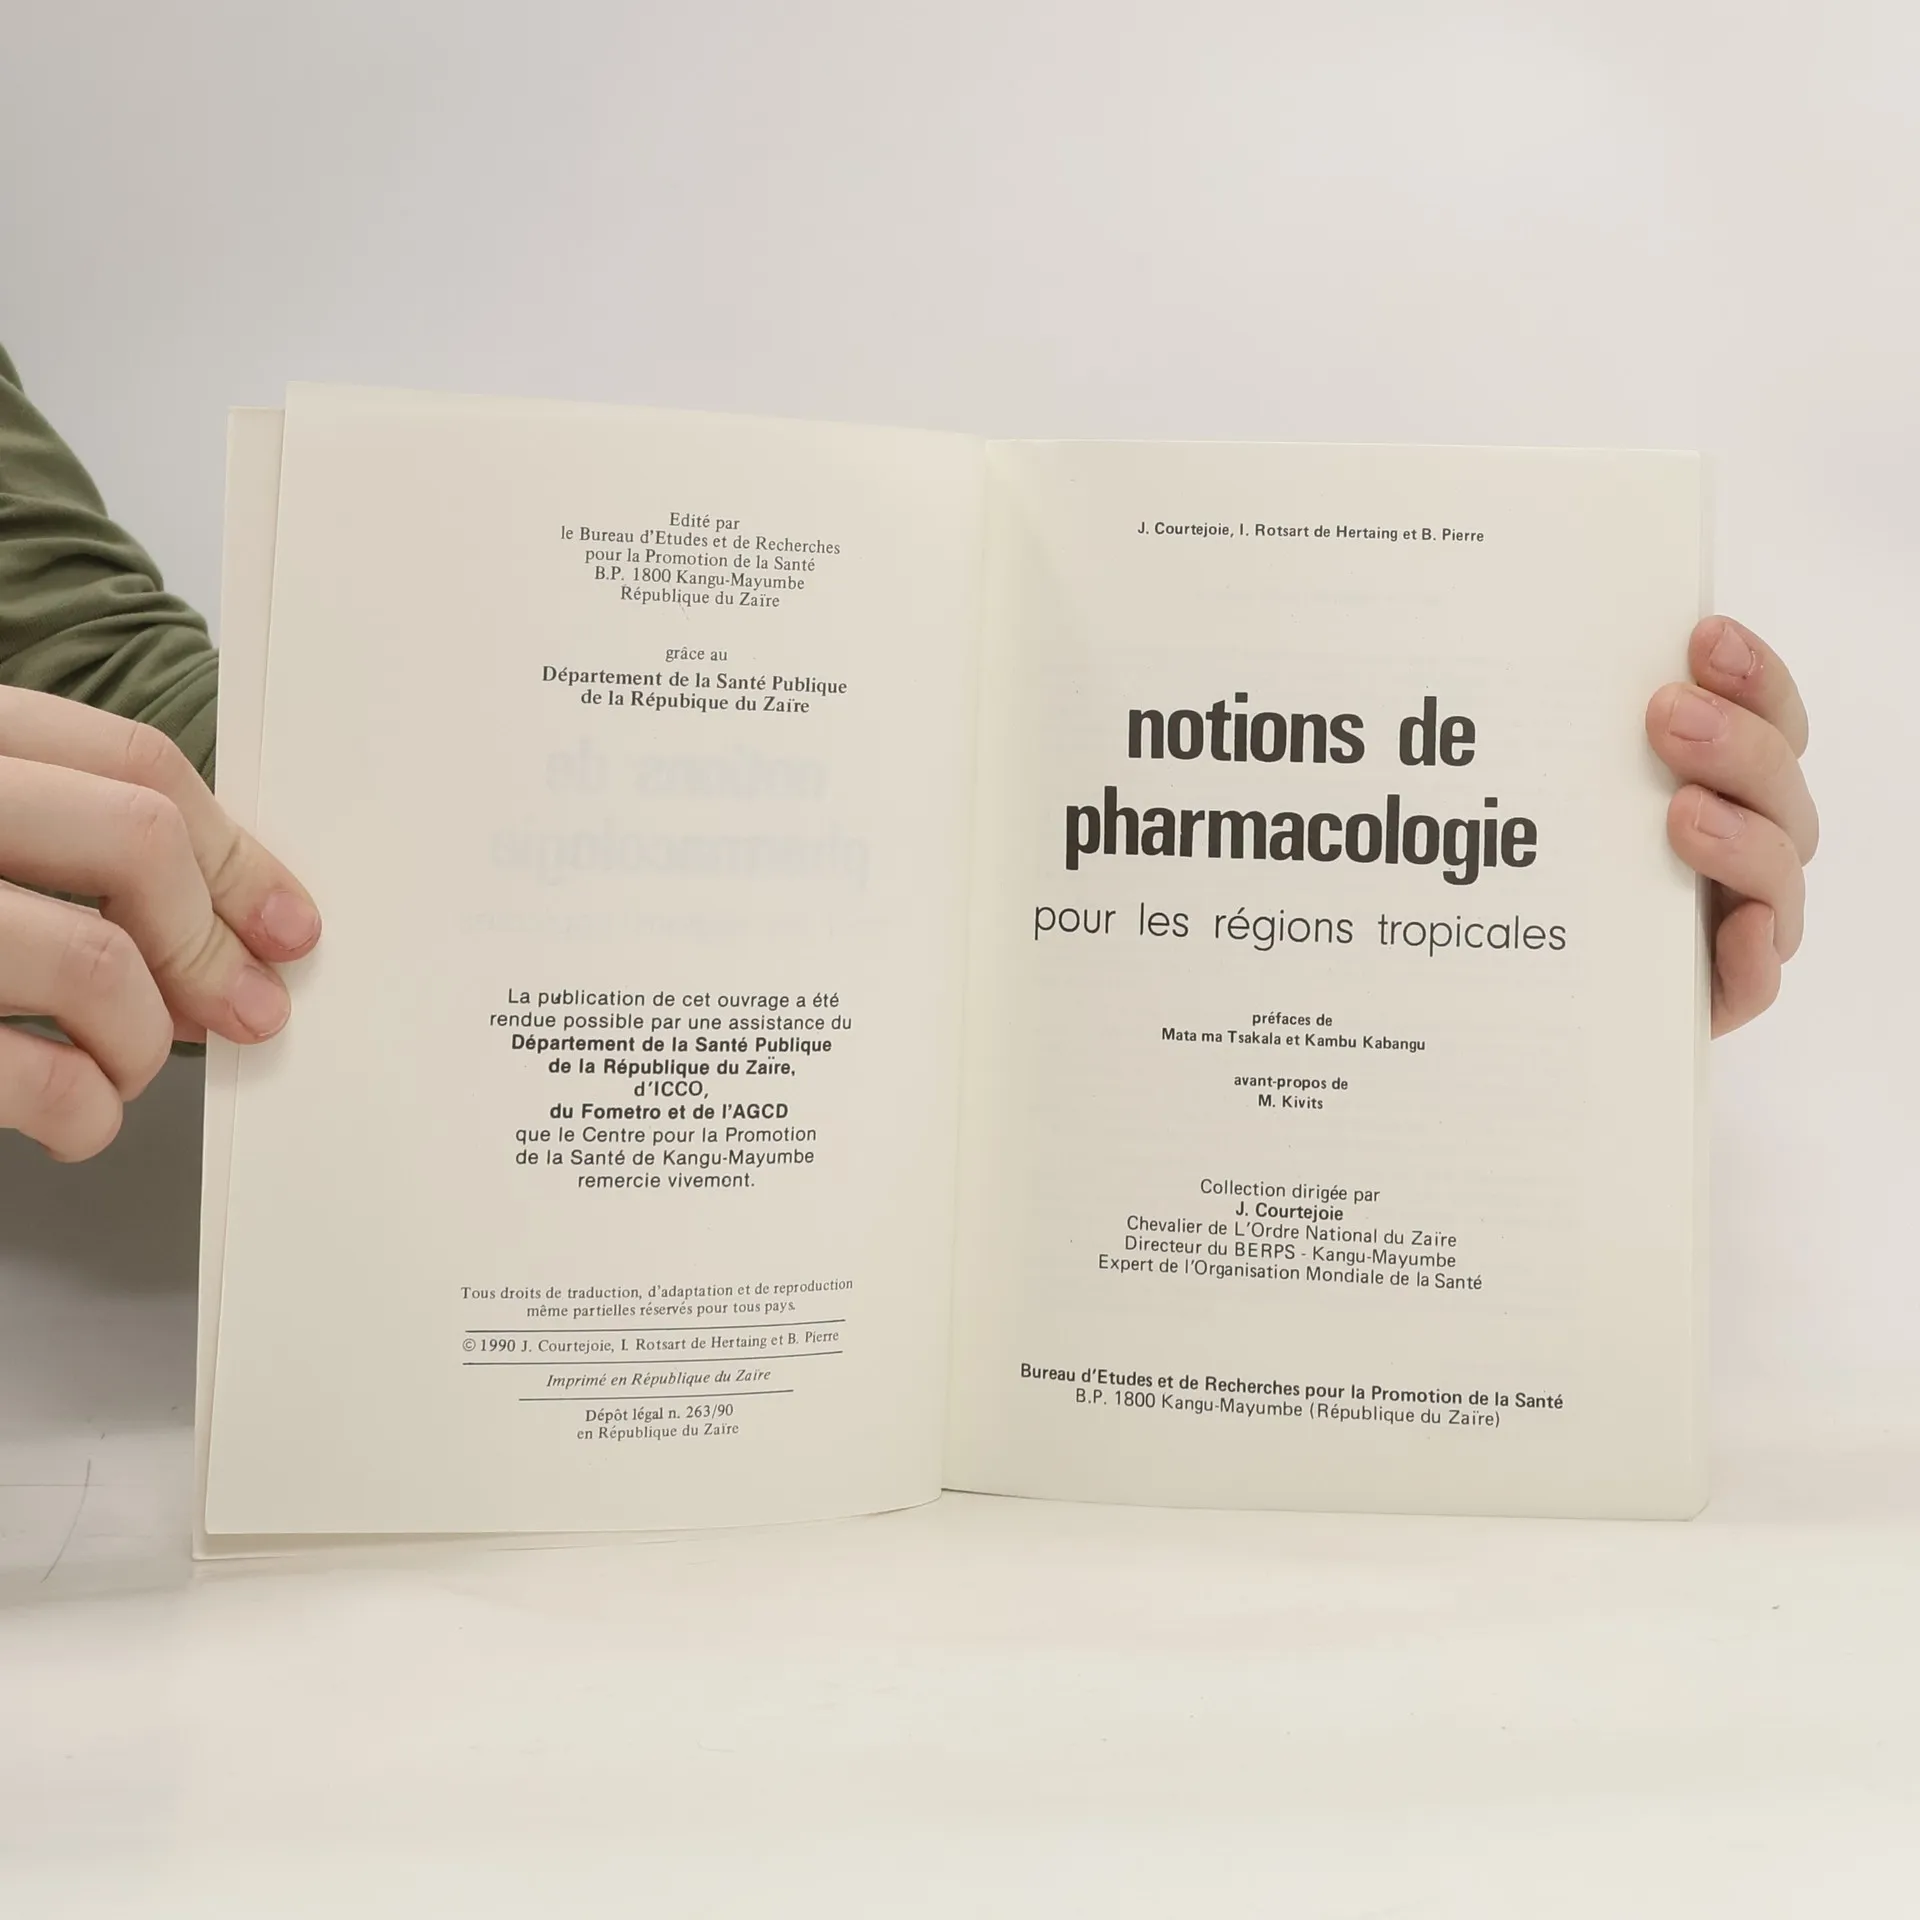 Edité par
le Bureau d'Etudes et de Recherches
pour la Promotion de la Santé
B.P. 1800 Kangu-Mayumbe
République du Zaïre
grâce au
Département de la Santé Publique
de la Répubique du Zaïre
La publication de cet ouvrage a été
rendue possible par une assistance du
Département de la Santé Publique
de la République du Zaïre,
d'ICCO,
du Fometro et de l'AGCD
que le Centre pour la Promotion
de la Santé de Kangu-Mayumbe
remercie vivement.
Tous droits de traduction, d'adaptation et de reproduction
même partielles réservés pour tous pays.
© 1990 J. Courtejoie, I. Rotsart de Hertaing et B. Pierre
Imprimé en République du Zaïre
Dépôt légal n. 263/90
en République du Zaïre
J. Courtejoie, I. Rotsart de Hertaing et B. Pierre
notions de
pharmacologie
pour les régions tropicales
préfaces de
Mata ma Tsakala et Kambu Kabangu
avant-propos de
M. Kivits
Collection dirigée par
J. Courtejoie
Chevalier de L'Ordre National du Zaïre
Directeur du BERPS - Kangu-Mayumbe
Expert de l'Organisation Mondiale de la Santé
Bureau d'Etudes et de Recherches pour la Promotion de la Santé
B.P. 1800 Kangu-Mayumbe (République du Zaïre)